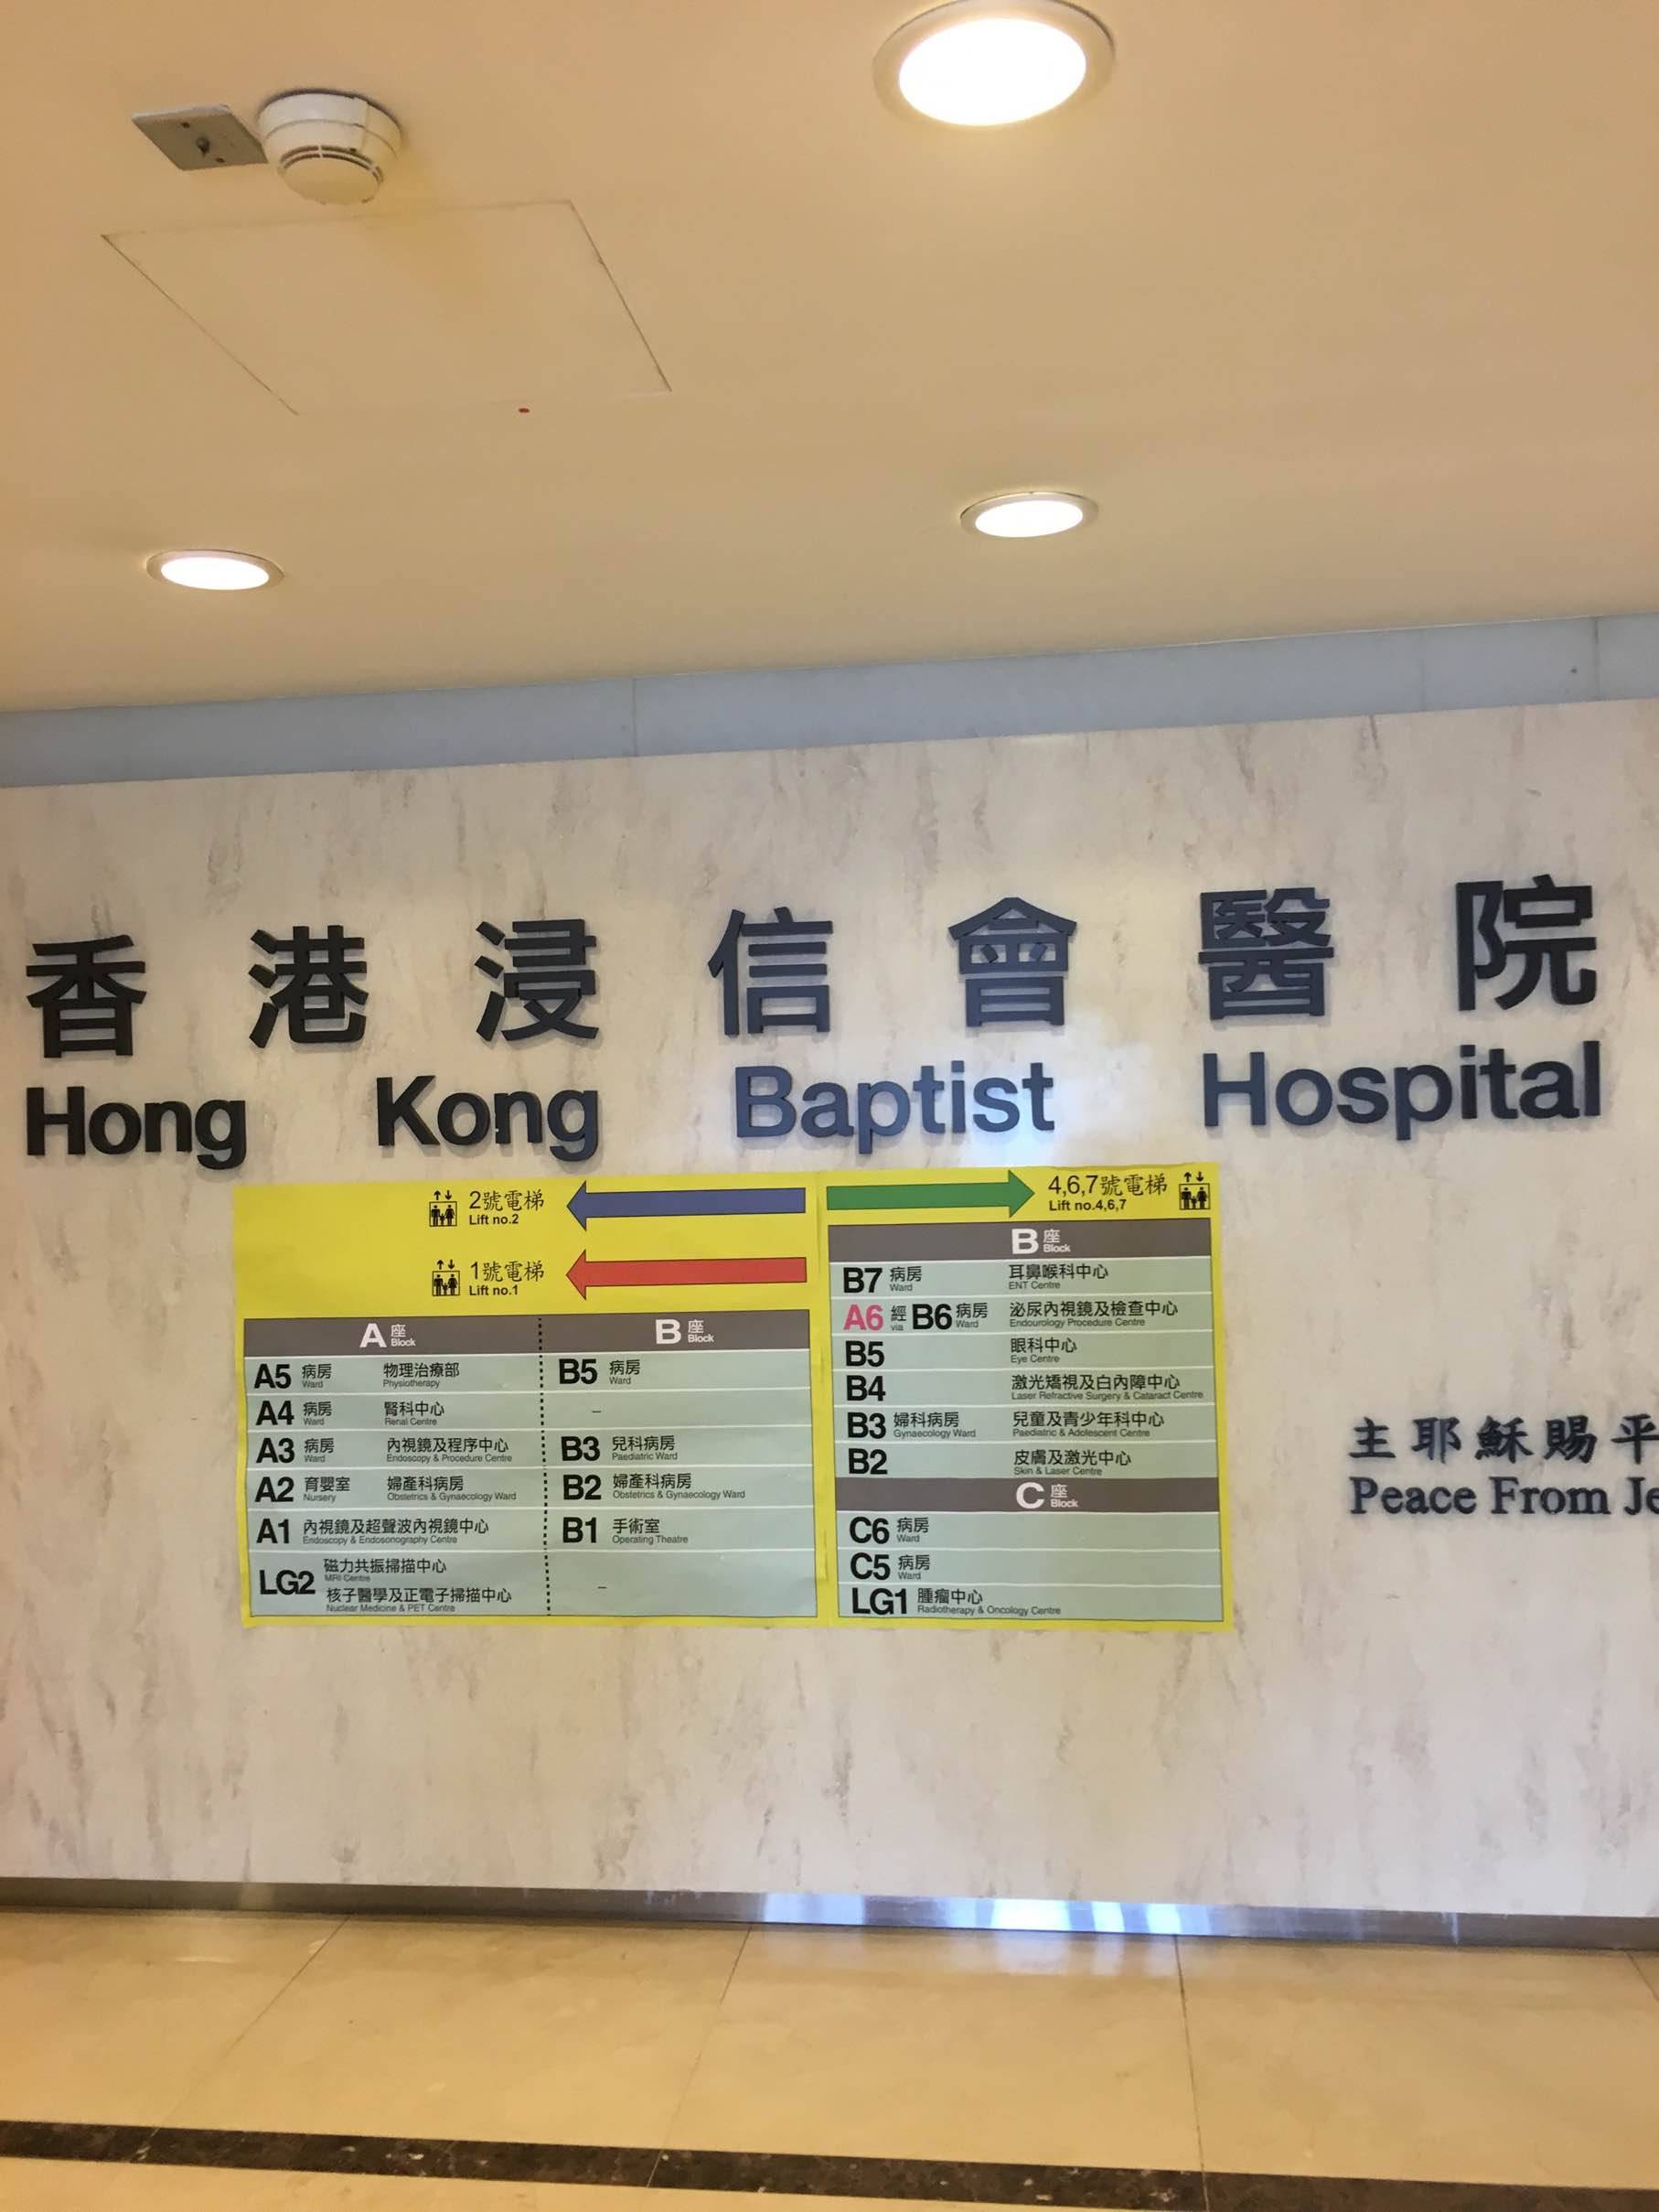 香港浸信會醫院
Hong Kong Baptist Hospital
2號電梯
Lift no.2
1號電梯
Lift no.1
A座 Block
B座 Block
A5 病房 Ward 物理治療部 Physiotherapy
B5 病房 Ward
A4 病房 Ward 腎科中心 Renal Centre
–
A3 病房 Ward 內視鏡及程序中心 Endoscopy & Procedure Centre
B3 兒科病房 Paediatric Ward
A2 育嬰室 Nursery 婦產科病房 Obstetrics & Gynaecology Ward
B2 婦產科病房 Obstetrics & Gynaecology Ward
A1 內視鏡及超聲波內視鏡中心 Endoscopy & Endosonography Centre
B1 手術室 Operating Theatre
LG2 磁力共振掃描中心 MRI Centre
核子醫學及正電子掃描中心 Nuclear Medicine & PET Centre
–
4,6,7號電梯
Lift no.4,6,7
B座 Block
B7 病房 Ward 耳鼻喉科中心 ENT Centre
A6 經 via B6 病房 Ward 泌尿內視鏡及檢查中心 Endourology Procedure Centre
B5 眼科中心 Eye Centre
B4 激光矯視及白內障中心 Laser Refractive Surgery & Cataract Centre
B3 婦科病房 Gynaecology Ward 兒童及青少年科中心 Paediatric & Adolescent Centre
B2 皮膚及激光中心 Skin & Laser Centre
C座 Block
C6 病房 Ward
C5 病房 Ward
LG1 腫瘤中心 Radiotherapy & Oncology Centre
主耶穌賜平
Peace From Je